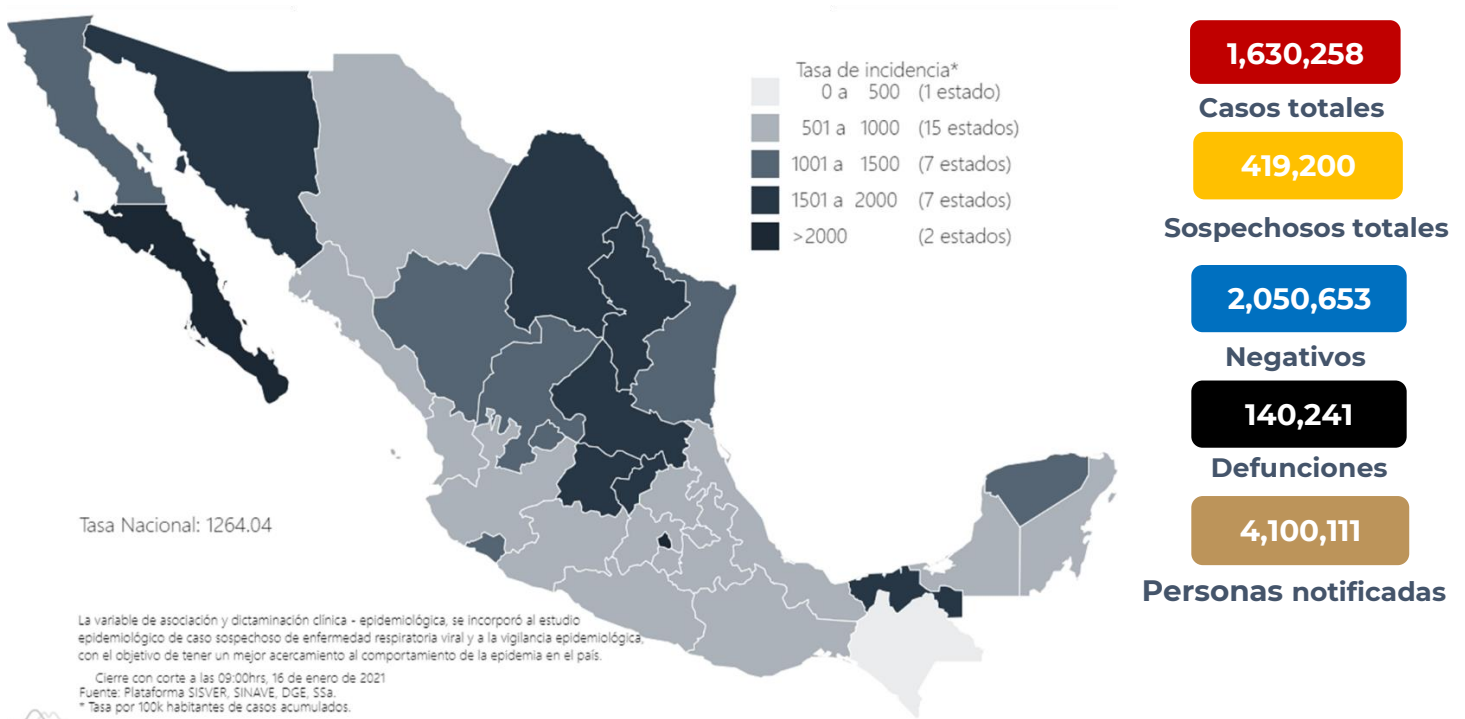 Tasa de incidencia*
0 a 500 (1 estado)
501 a 1000 (15 estados)
1001 a 1500 (7 estados)
1501 a 2000 (7 estados)
>2000 (2 estados)
Tasa Nacional: 1264.04
La variable de asociación y dictaminación clínica - epidemiológica, se incorporó al estudio
epidemiológico de caso sospechoso de enfermedad respiratoria viral y a la vigilancia epidemiológica,
con el objetivo de tener un mejor acercamiento al comportamiento de la epidemia en el país.
Cierre con corte a las 09:00hrs, 16 de enero de 2021
Fuente: Plataforma SISVER, SINAVE, DGE, SSa.
* Tasa por 100k habitantes de casos acumulados.
1,630,258
Casos totales
419,200
Sospechosos totales
2,050,653
Negativos
140,241
Defunciones
4,100,111
Personas notificadas